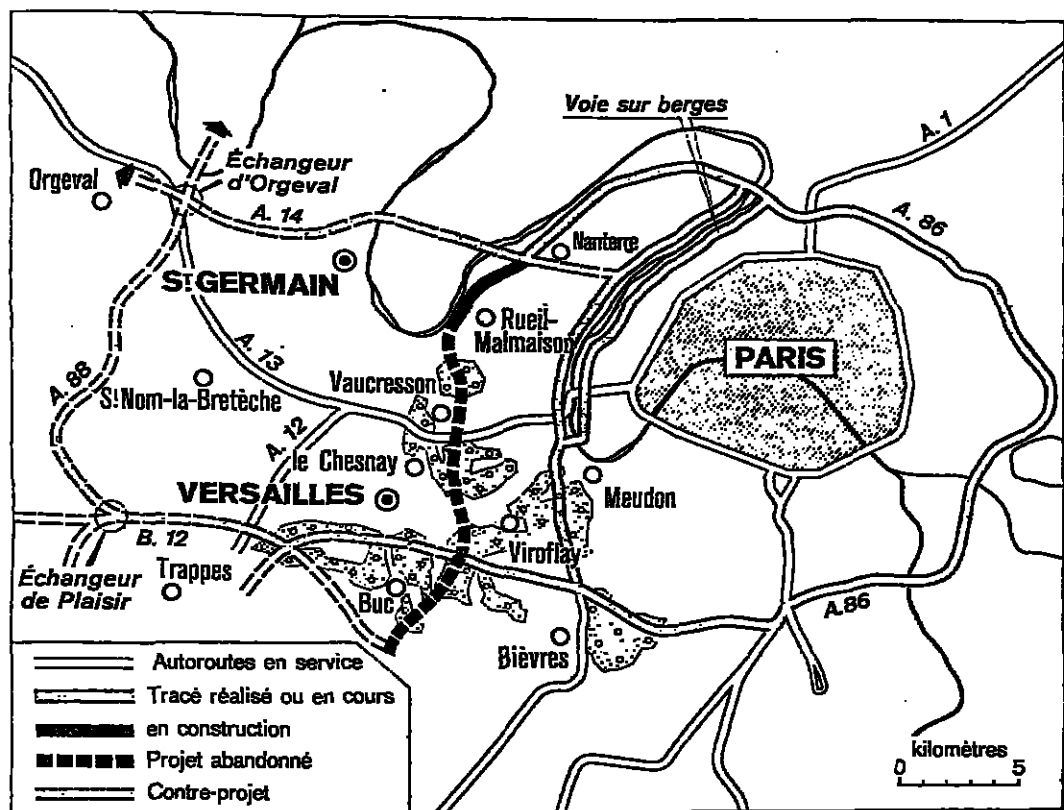 Voie sur berges
A. 1
Orgeval
Échangeur
d'Orgeval
A. 14
Nanterre
A. 86
St GERMAIN
Rueil-
Malmaison
PARIS
A. 13
Vaucresson
A. 88
St Nom-la-Bretèche
A. 12
le Chesnay
VERSAILLES
Meudon
B. 12
Viroflay
Échangeur
de Plaisir
Trappes
Buc
A.86
Bièvres
Autoroutes en service
Tracé réalisé ou en cours
en construction
Projet abandonné
Contre-projet
kilomètres
0 5